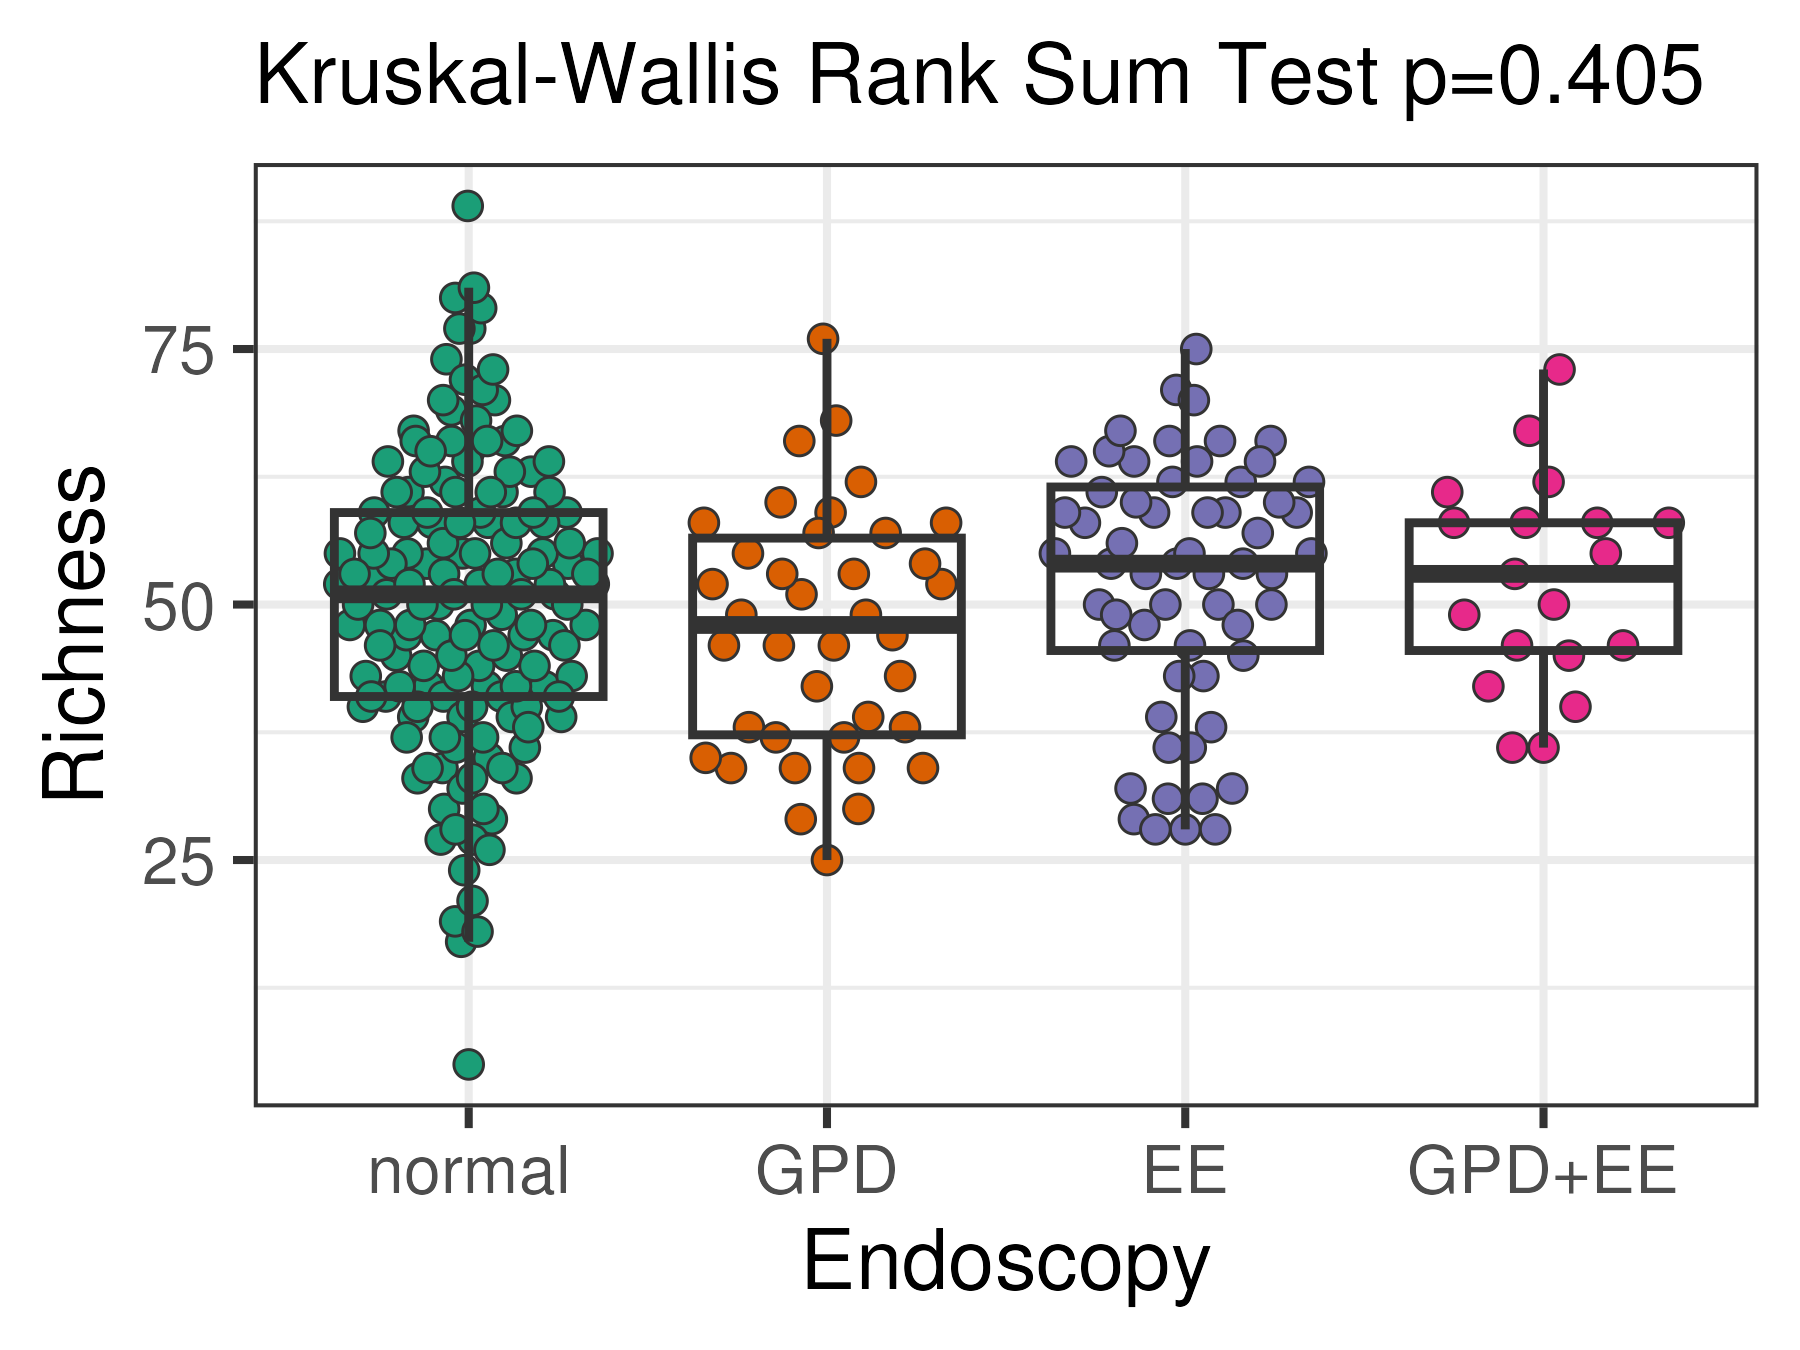 Kruskal-Wallis Rank Sum Test p=0.405
Richness
75
50
25
normal GPD EE GPD+EE
Endoscopy